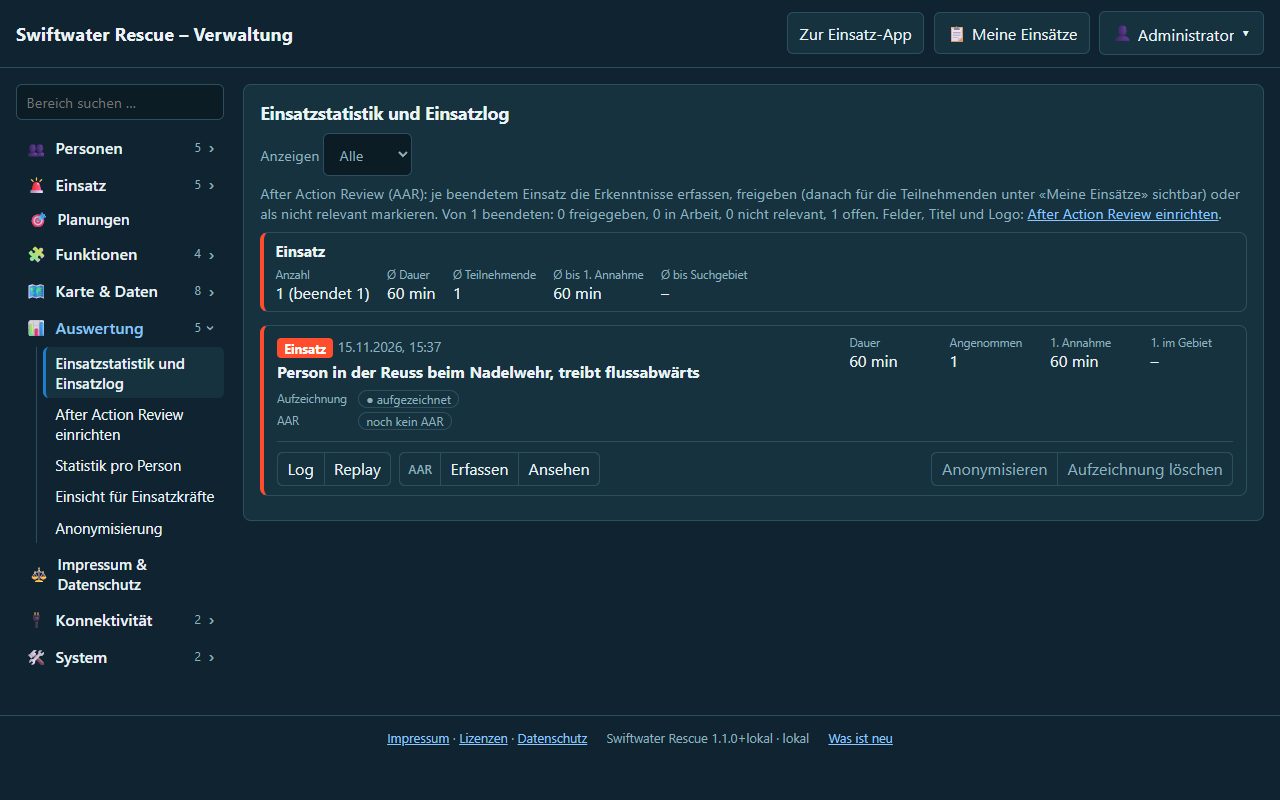 Swiftwater Rescue – Verwaltung
Zur Einsatz-App
Meine Einsätze
Administrator
Bereich suchen ...
Personen 5
Einsatz 5
Planungen
Funktionen 4
Karte & Daten 8
Auswertung 5
Einsatzstatistik und
Einsatzlog
After Action Review
einrichten
Statistik pro Person
Einsicht für Einsatzkräfte
Anonymisierung
Impressum &
Datenschutz
Konnektivität 2
System 2
Einsatzstatistik und Einsatzlog
Anzeigen Alle
After Action Review (AAR): je beendetem Einsatz die Erkenntnisse erfassen, freigeben (danach für die Teilnehmenden unter «Meine Einsätze» sichtbar) oder
als nicht relevant markieren. Von 1 beendeten: 0 freigegeben, 0 in Arbeit, 0 nicht relevant, 1 offen. Felder, Titel und Logo: After Action Review einrichten.
Einsatz
Anzahl Ø Dauer Ø Teilnehmende Ø bis 1. Annahme Ø bis Suchgebiet
1 (beendet 1) 60 min 1 60 min –
Einsatz 15.11.2026, 15:37
Person in der Reuss beim Nadelwehr, treibt flussabwärts
Aufzeichnung ● aufgezeichnet
AAR noch kein AAR
Dauer Angenommen 1. Annahme 1. im Gebiet
60 min 1 60 min –
Log Replay AAR Erfassen Ansehen Anonymisieren Aufzeichnung löschen
Impressum · Lizenzen · Datenschutz Swiftwater Rescue 1.1.0+lokal · lokal Was ist neu